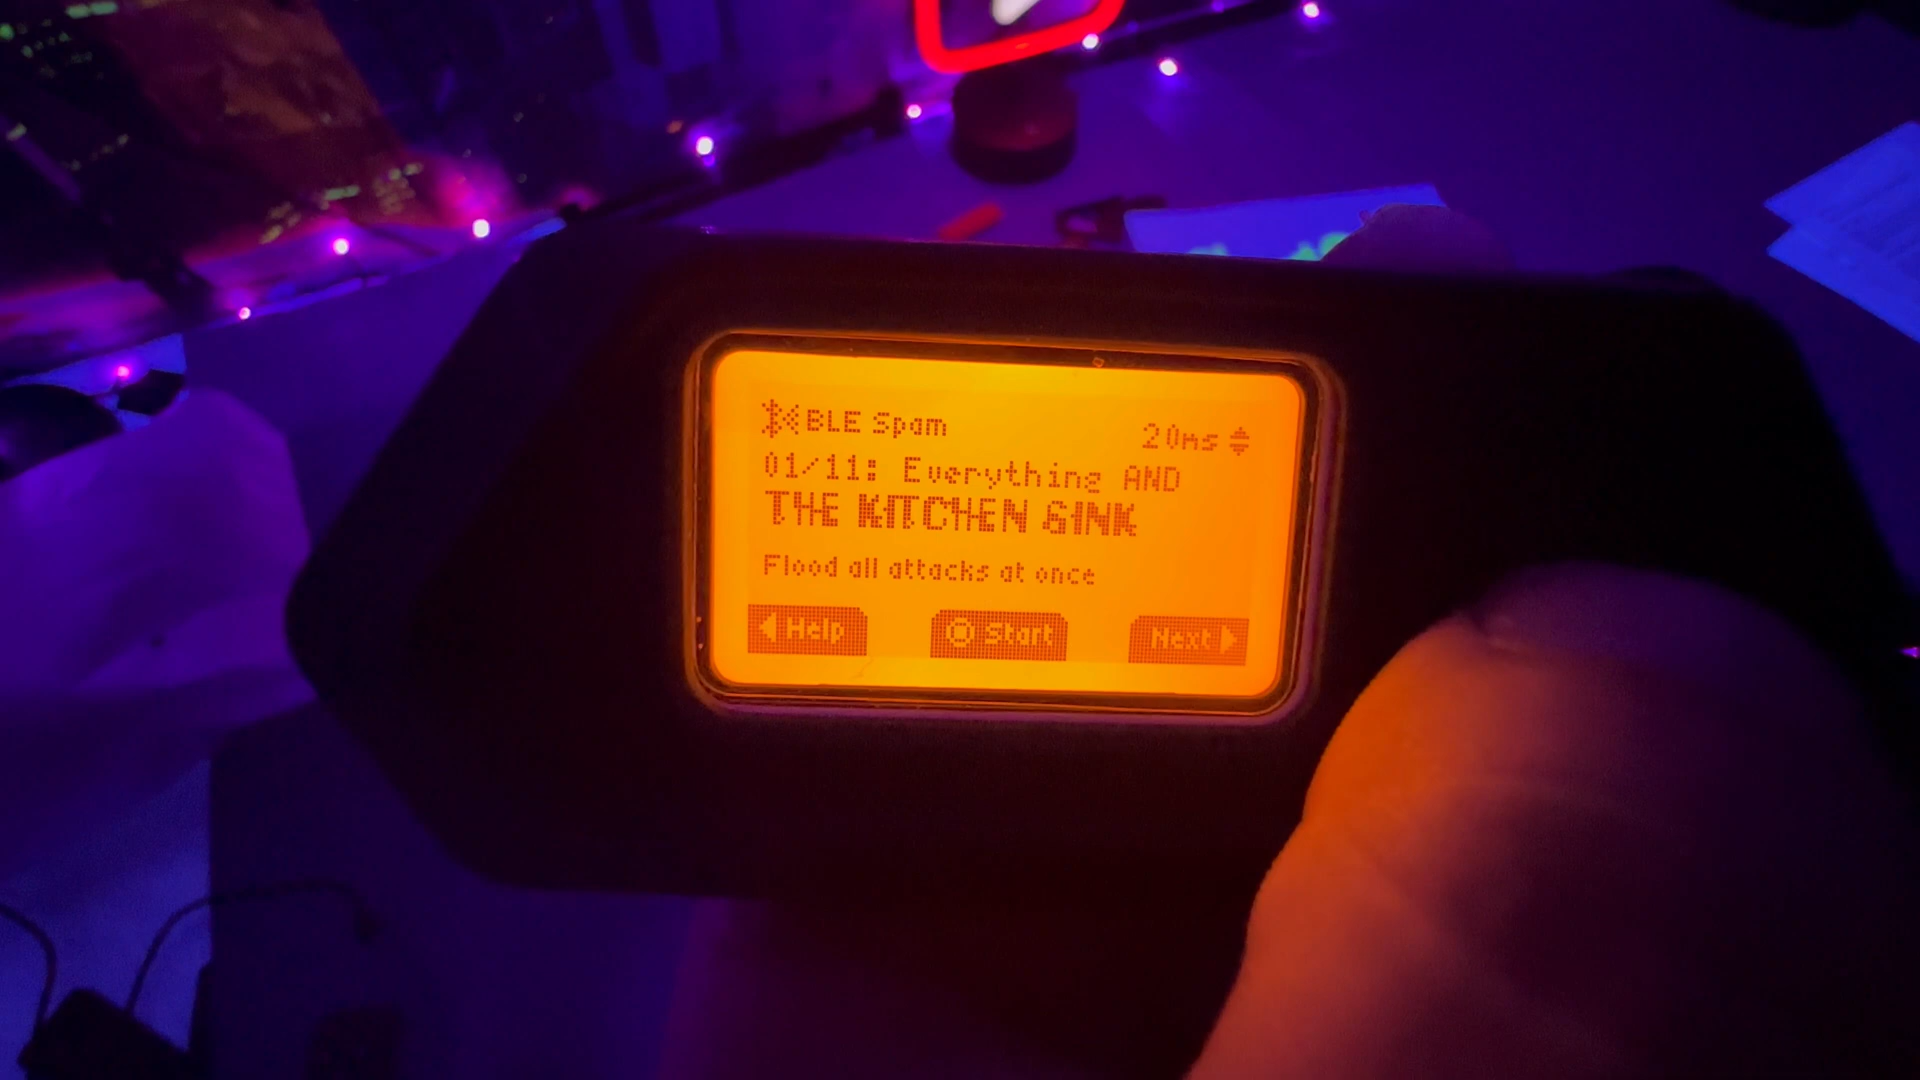 BLE Spam
20ms
01/11: Everything AND
THE KITCHEN SINK
Flood all attacks at once
Help
Start
Next